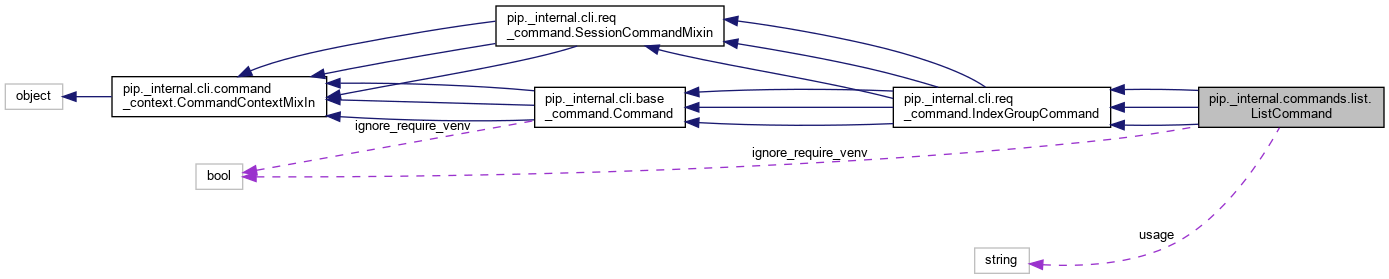 pip._internal.cli.req
_command.SessionCommandMixin
object
pip._internal.cli.command
_context.CommandContextMixIn
pip._internal.cli.base
_command.Command
pip._internal.cli.req
_command.IndexGroupCommand
pip._internal.commands.list.
ListCommand
ignore_require_venv
ignore_require_venv
bool
usage
string